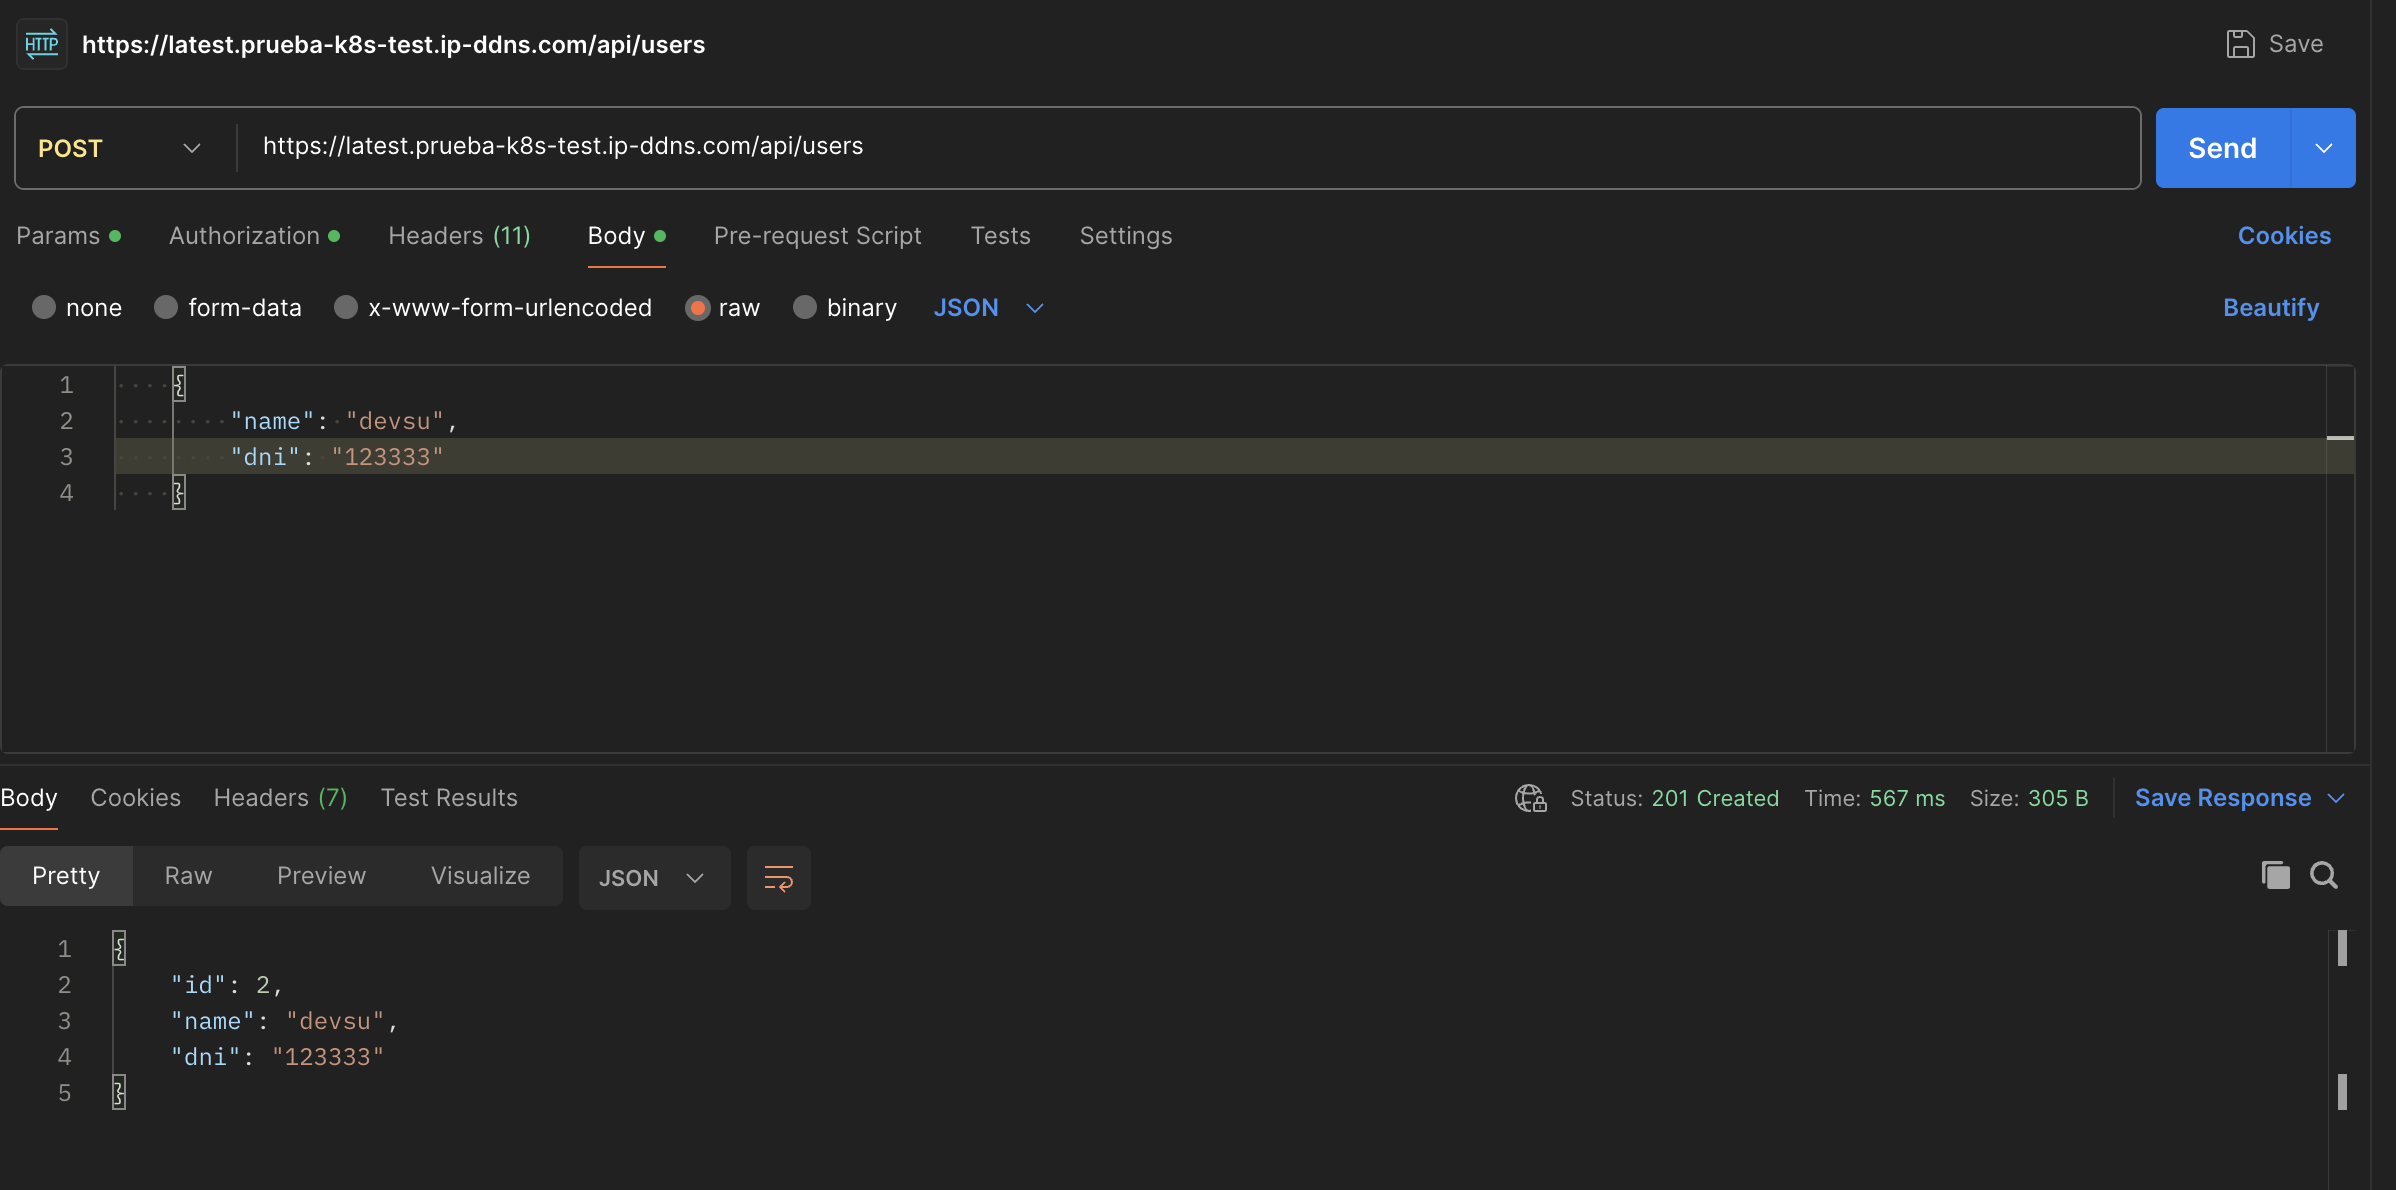 HTTP https://latest.prueba-k8s-test.ip-ddns.com/api/users Save
POST https://latest.prueba-k8s-test.ip-ddns.com/api/users Send
Params Authorization Headers (11) Body Pre-request Script Tests Settings Cookies
none form-data x-www-form-urlencoded raw binary JSON Beautify
1 {
2 "name": "devsu",
3 "dni": "123333"
4 }
Body Cookies Headers (7) Test Results Status: 201 Created Time: 567 ms Size: 305 B Save Response
Pretty Raw Preview Visualize JSON
1 {
2 "id": 2,
3 "name": "devsu",
4 "dni": "123333"
5 }